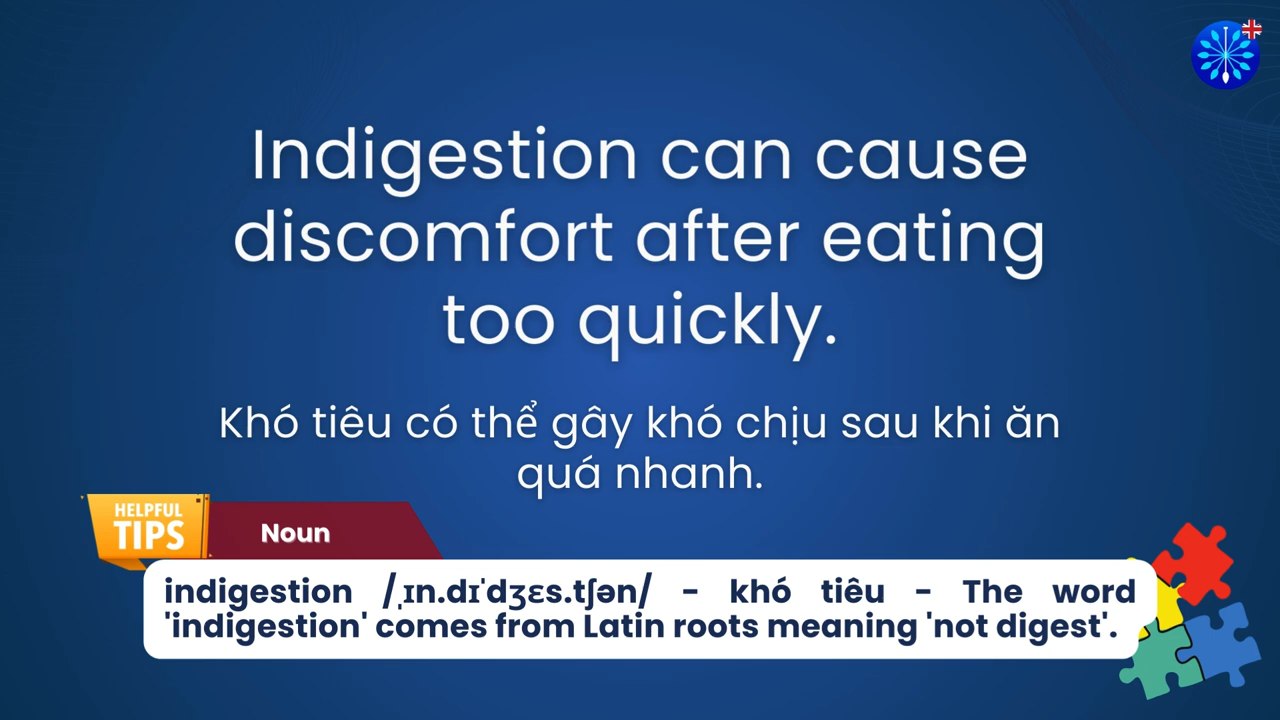 Indigestion can cause
discomfort after eating
too quickly.
Khó tiêu có thể gây khó chịu sau khi ăn
quá nhanh.
HELPFUL
TIPS
Noun
indigestion /ˌɪn.dɪˈdʒɛs.tʃən/ - khó tiêu - The word
'indigestion' comes from Latin roots meaning 'not digest'.